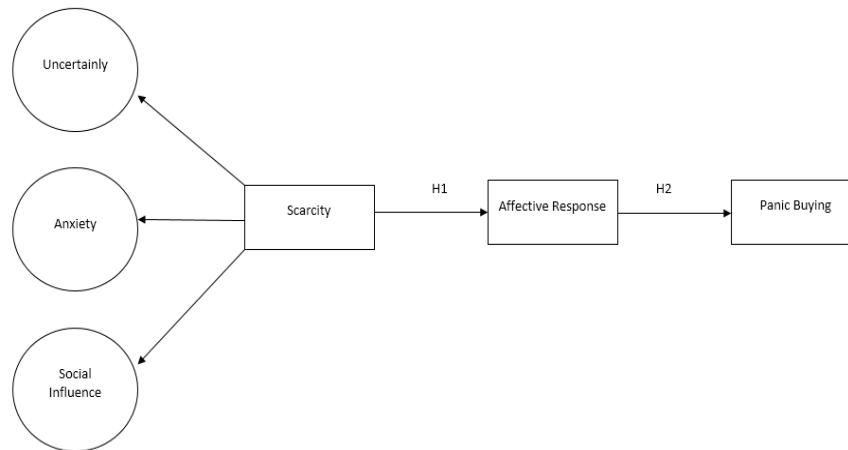 Uncertainly
Anxiety
Social
Influence
Scarcity
H1
Affective Response
H2
Panic Buying